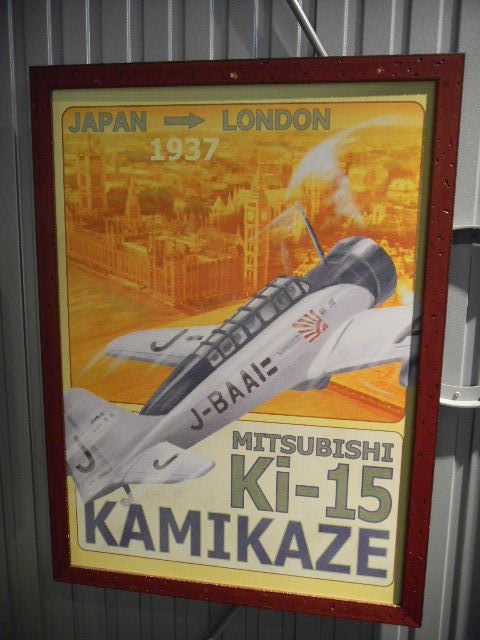 JAPAN → LONDON
1937
J-BAAI
J
J
J
MITSUBISHI
Ki-15
KAMIKAZE